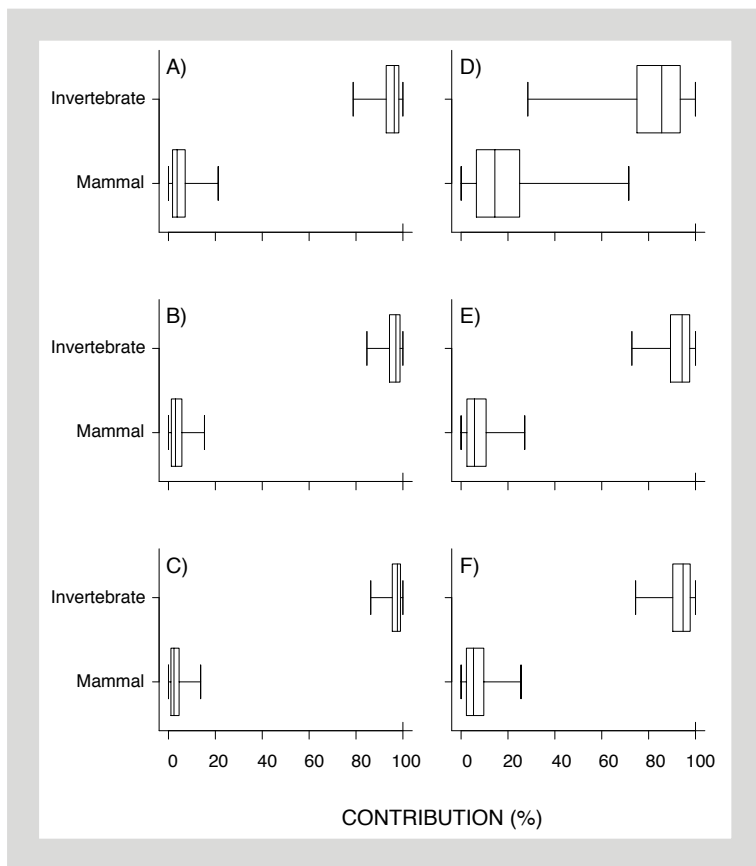 A)
D)
Invertebrate
Mammal
B)
E)
Invertebrate
Mammal
C)
F)
Invertebrate
Mammal
0 20 40 60 80 100 0 20 40 60 80 100
CONTRIBUTION (%)